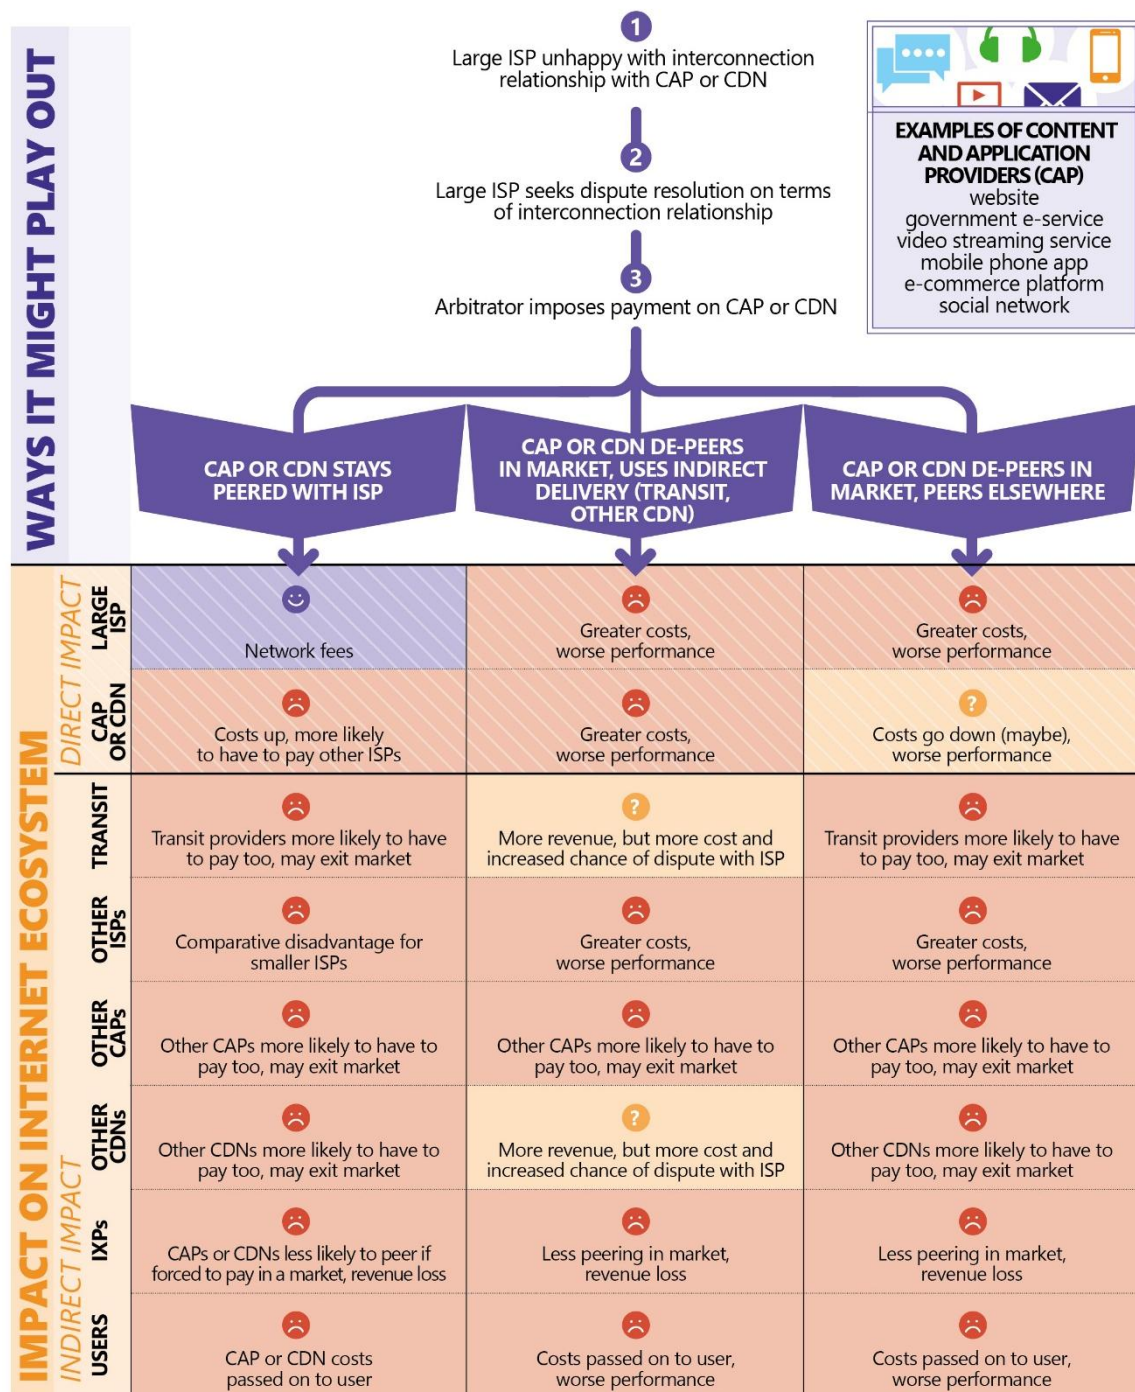 WAYS IT MIGHT PLAY OUT
1
Large ISP unhappy with interconnection
relationship with CAP or CDN
2
Large ISP seeks dispute resolution on terms
of interconnection relationship
3
Arbitrator imposes payment on CAP or CDN
EXAMPLES OF CONTENT
AND APPLICATION
PROVIDERS (CAP)
website
government e-service
video streaming service
mobile phone app
e-commerce platform
social network
CAP OR CDN STAYS
PEERED WITH ISP
CAP OR CDN DE-PEERS
IN MARKET, USES INDIRECT
DELIVERY (TRANSIT,
OTHER CDN)
CAP OR CDN DE-PEERS IN
MARKET, PEERS ELSEWHERE
IMPACT ON INTERNET ECOSYSTEM
DIRECT IMPACT
LARGE
ISP
Network fees
Greater costs,
worse performance
Greater costs,
worse performance
CAP
OR CDN
Costs up, more likely
to have to pay other ISPs
Greater costs,
worse performance
?
Costs go down (maybe),
worse performance
INDIRECT IMPACT
TRANSIT
Transit providers more likely to have
to pay too, may exit market
?
More revenue, but more cost and
increased chance of dispute with ISP
Transit providers more likely to have
to pay too, may exit market
OTHER
ISPs
Comparative disadvantage for
smaller ISPs
Greater costs,
worse performance
Greater costs,
worse performance
OTHER
CAPs
Other CAPs more likely to have to
pay too, may exit market
Other CAPs more likely to have to
pay too, may exit market
Other CAPs more likely to have to
pay too, may exit market
OTHER
CDNs
Other CDNs more likely to have to
pay too, may exit market
?
More revenue, but more cost and
increased chance of dispute with ISP
Other CDNs more likely to have to
pay too, may exit market
IXPs
CAPs or CDNs less likely to peer if
forced to pay in a market, revenue loss
Less peering in market,
revenue loss
Less peering in market,
revenue loss
USERS
CAP or CDN costs
passed on to user
Costs passed on to user,
worse performance
Costs passed on to user,
worse performance